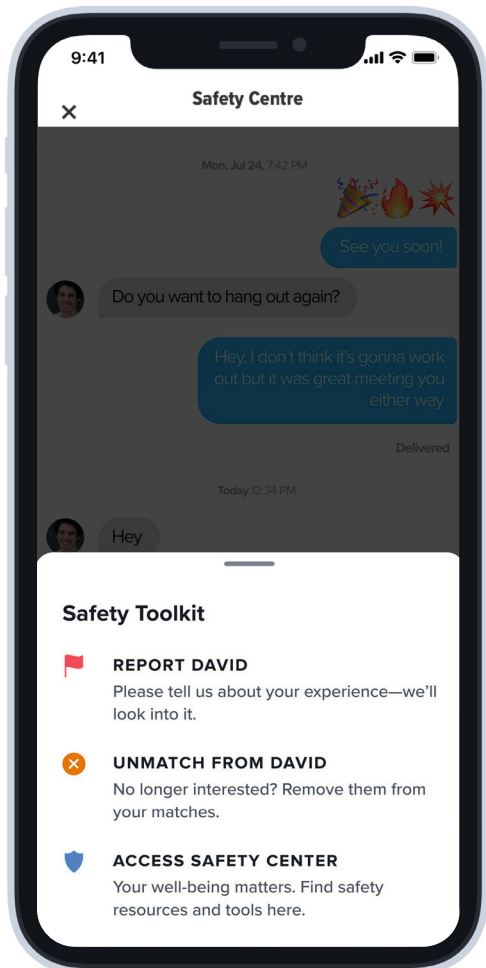 9:41
Safety Centre
Mon, Jul 24, 7:42 PM
See you soon!
Do you want to hang out again?
Hey, I don't think it's gonna work
out but it was great meeting you
either way
Delivered
Today 12:34 PM
Hey
Safety Toolkit
REPORT DAVID
Please tell us about your experience—we'll
look into it.
UNMATCH FROM DAVID
No longer interested? Remove them from
your matches.
ACCESS SAFETY CENTER
Your well-being matters. Find safety
resources and tools here.